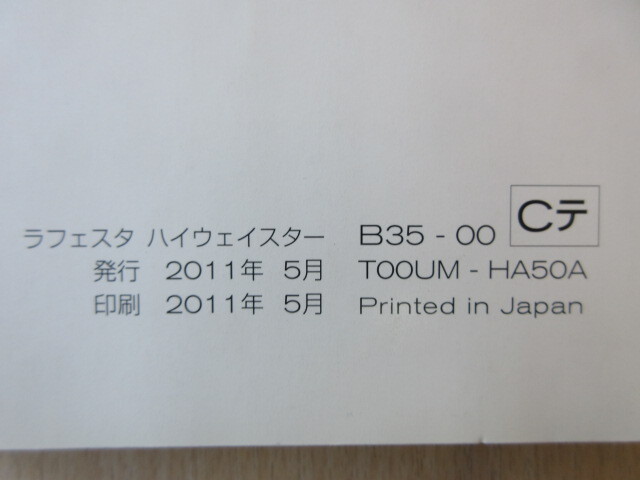 ラフェスタ ハイウェイスター B35 - 00 Cテ
発行 2011年 5月 T00UM - HA50A
印刷 2011年 5月 Printed in Japan